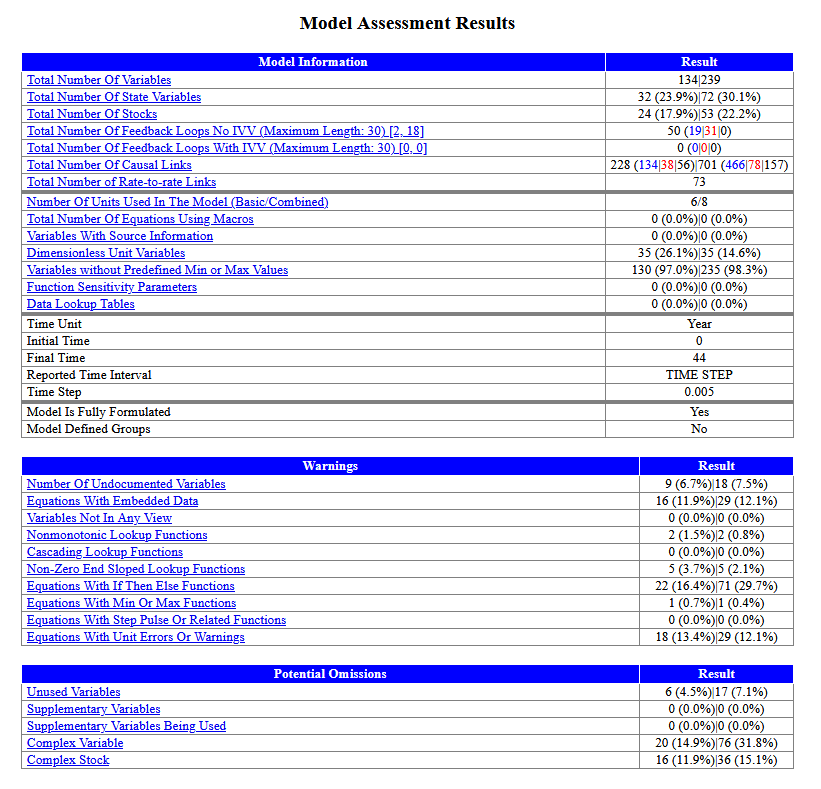 Model Assessment Results
Model Information Result
Total Number Of Variables 134|239
Total Number Of State Variables 32 (23.9%)|72 (30.1%)
Total Number Of Stocks 24 (17.9%)|53 (22.2%)
Total Number Of Feedback Loops No IVV (Maximum Length: 30) [2, 18] 50 (19|31|0)
Total Number Of Feedback Loops With IVV (Maximum Length: 30) [0, 0] 0 (0|0|0)
Total Number Of Causal Links 228 (134|38|56)|701 (466|78|157)
Total Number of Rate-to-rate Links 73
Number Of Units Used In The Model (Basic/Combined) 6/8
Total Number Of Equations Using Macros 0 (0.0%)|0 (0.0%)
Variables With Source Information 0 (0.0%)|0 (0.0%)
Dimensionless Unit Variables 35 (26.1%)|35 (14.6%)
Variables without Predefined Min or Max Values 130 (97.0%)|235 (98.3%)
Function Sensitivity Parameters 0 (0.0%)|0 (0.0%)
Data Lookup Tables 0 (0.0%)|0 (0.0%)
Time Unit Year
Initial Time 0
Final Time 44
Reported Time Interval TIME STEP
Time Step 0.005
Model Is Fully Formulated Yes
Model Defined Groups No
Warnings Result
Number Of Undocumented Variables 9 (6.7%)|18 (7.5%)
Equations With Embedded Data 16 (11.9%)|29 (12.1%)
Variables Not In Any View 0 (0.0%)|0 (0.0%)
Nonmonotonic Lookup Functions 2 (1.5%)|2 (0.8%)
Cascading Lookup Functions 0 (0.0%)|0 (0.0%)
Non-Zero End Sloped Lookup Functions 5 (3.7%)|5 (2.1%)
Equations With If Then Else Functions 22 (16.4%)|71 (29.7%)
Equations With Min Or Max Functions 1 (0.7%)|1 (0.4%)
Equations With Step Pulse Or Related Functions 0 (0.0%)|0 (0.0%)
Equations With Unit Errors Or Warnings 18 (13.4%)|29 (12.1%)
Potential Omissions Result
Unused Variables 6 (4.5%)|17 (7.1%)
Supplementary Variables 0 (0.0%)|0 (0.0%)
Supplementary Variables Being Used 0 (0.0%)|0 (0.0%)
Complex Variable 20 (14.9%)|76 (31.8%)
Complex Stock 16 (11.9%)|36 (15.1%)